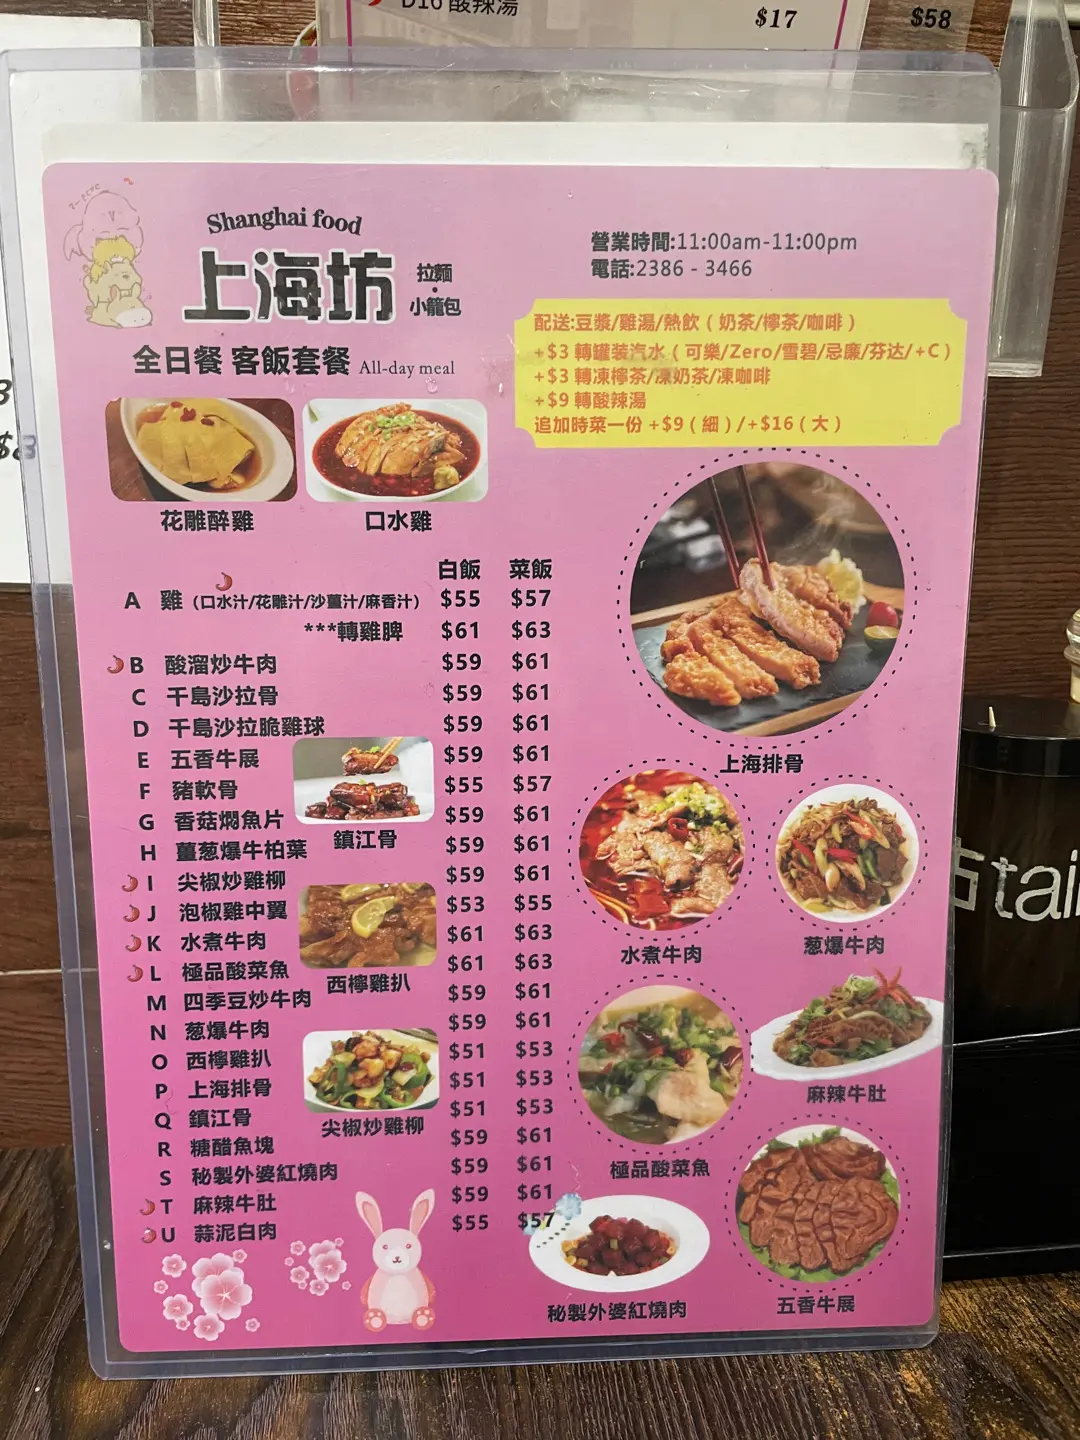 D16 酸辣湯 $17 $58
Shanghai food
上海坊 拉麵・小籠包
全日餐 客飯套餐 All-day meal
營業時間:11:00am-11:00pm
電話:2386 - 3466
配送:豆漿/雞湯/熱飲（奶茶/檸茶/咖啡）
+$3 轉罐装汽水（可樂/Zero/雪碧/忌廉/芬达/+C）
+$3 轉凍檸茶/凍奶茶/凍咖啡
+$9 轉酸辣湯
追加時菜一份 +$9（細）/+$16（大）
花雕醉雞
口水雞
白飯 菜飯
A 雞（口水汁/花雕汁/沙薑汁/麻香汁） $55 $57
***轉雞脾 $61 $63
B 酸溜炒牛肉 $59 $61
C 千島沙拉骨 $59 $61
D 千島沙拉脆雞球 $59 $61
E 五香牛展 $59 $61
F 豬軟骨 $55 $57
G 香菇燜魚片 $59 $61
H 薑葱爆牛柏葉 $59 $61
I 尖椒炒雞柳 $59 $61
J 泡椒雞中翼 $53 $55
K 水煮牛肉 $61 $63
L 極品酸菜魚 $61 $63
M 四季豆炒牛肉 $59 $61
N 葱爆牛肉 $59 $61
O 西檸雞扒 $51 $53
P 上海排骨 $51 $53
Q 鎮江骨 $51 $53
R 糖醋魚塊 $59 $61
S 秘製外婆紅燒肉 $59 $61
T 麻辣牛肚 $59 $61
U 蒜泥白肉 $55 $57
鎮江骨
西檸雞扒
尖椒炒雞柳
上海排骨
水煮牛肉
葱爆牛肉
麻辣牛肚
極品酸菜魚
秘製外婆紅燒肉
五香牛展
tai